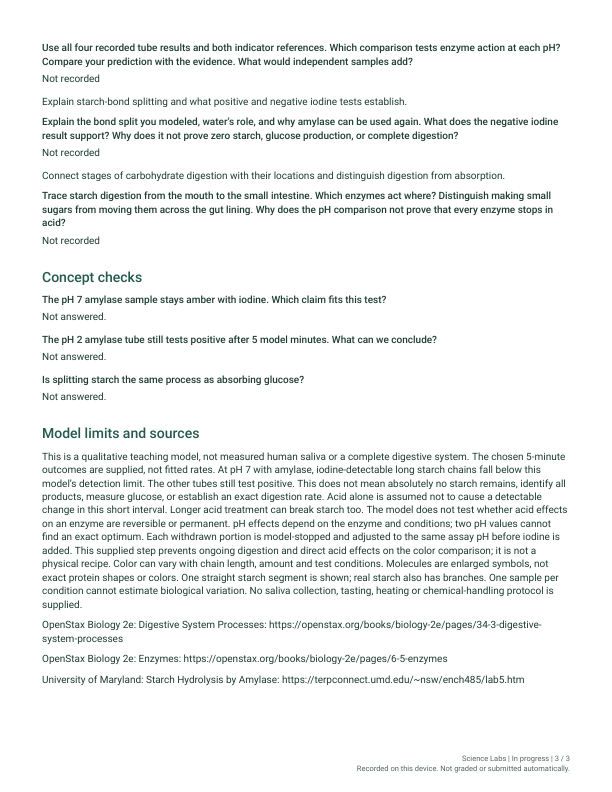 Use all four recorded tube results and both indicator references. Which comparison tests enzyme action at each pH?
Compare your prediction with the evidence. What would independent samples add?
Not recorded
Explain starch-bond splitting and what positive and negative iodine tests establish.
Explain the bond split you modeled, water's role, and why amylase can be used again. What does the negative iodine
result support? Why does it not prove zero starch, glucose production, or complete digestion?
Not recorded
Connect stages of carbohydrate digestion with their locations and distinguish digestion from absorption.
Trace starch digestion from the mouth to the small intestine. Which enzymes act where? Distinguish making small
sugars from moving them across the gut lining. Why does the pH comparison not prove that every enzyme stops in
acid?
Not recorded
Concept checks
The pH 7 amylase sample stays amber with iodine. Which claim fits this test?
Not answered.
The pH 2 amylase tube still tests positive after 5 model minutes. What can we conclude?
Not answered.
Is splitting starch the same process as absorbing glucose?
Not answered.
Model limits and sources
This is a qualitative teaching model, not measured human saliva or a complete digestive system. The chosen 5-minute
outcomes are supplied, not fitted rates. At pH 7 with amylase, iodine-detectable long starch chains fall below this
model's detection limit. The other tubes still test positive. This does not mean absolutely no starch remains, identify all
products, measure glucose, or establish an exact digestion rate. Acid alone is assumed not to cause a detectable
change in this short interval. Longer acid treatment can break starch too. The model does not test whether acid effects
on an enzyme are reversible or permanent. pH effects depend on the enzyme and conditions; two pH values cannot
find an exact optimum. Each withdrawn portion is model-stopped and adjusted to the same assay pH before iodine is
added. This supplied step prevents ongoing digestion and direct acid effects on the color comparison; it is not a
physical recipe. Color can vary with chain length, amount and test conditions. Molecules are enlarged symbols, not
exact protein shapes or colors. One straight starch segment is shown; real starch also has branches. One sample per
condition cannot estimate biological variation. No saliva collection, tasting, heating or chemical-handling protocol is
supplied.
OpenStax Biology 2e: Digestive System Processes: https://openstax.org/books/biology-2e/pages/34-3-digestive-
system-processes
OpenStax Biology 2e: Enzymes: https://openstax.org/books/biology-2e/pages/6-5-enzymes
University of Maryland: Starch Hydrolysis by Amylase: https://terpconnect.umd.edu/~nsw/ench485/lab5.htm
Science Labs | In progress | 3 / 3
Recorded on this device. Not graded or submitted automatically.